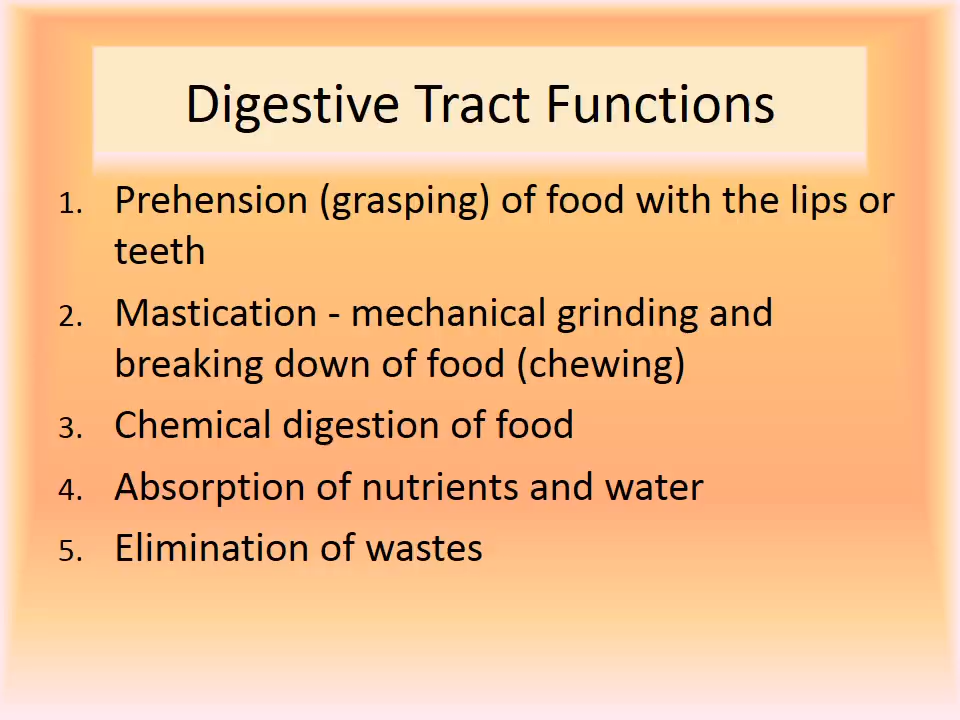 Digestive Tract Functions
1. Prehension (grasping) of food with the lips or
teeth
2. Mastication - mechanical grinding and
breaking down of food (chewing)
3. Chemical digestion of food
4. Absorption of nutrients and water
5. Elimination of wastes